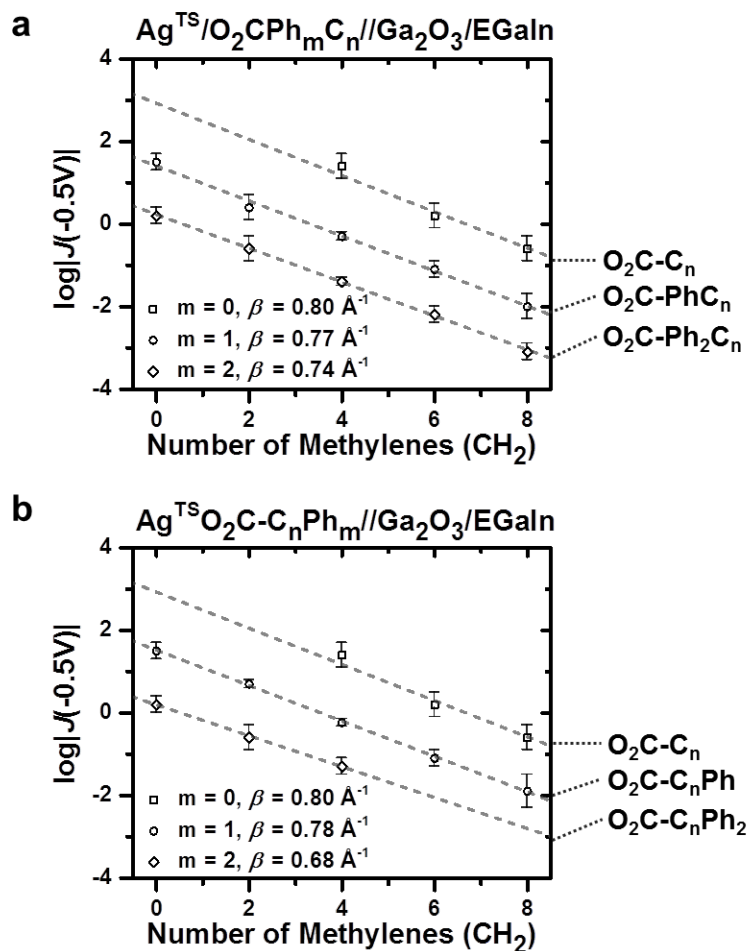 a
Ag^TS/O₂CPhₘCₙ//Ga₂O₃/EGaIn
4
2
0
-2
-4
log|J(-0.5V)|
m = 0, β = 0.80 Å⁻¹
m = 1, β = 0.77 Å⁻¹
m = 2, β = 0.74 Å⁻¹
O₂C-Cₙ
O₂C-PhCₙ
O₂C-Ph₂Cₙ
0 2 4 6 8
Number of Methylenes (CH₂)
b
Ag^TSO₂C-CₙPhₘ//Ga₂O₃/EGaIn
4
2
0
-2
-4
log|J(-0.5V)|
m = 0, β = 0.80 Å⁻¹
m = 1, β = 0.78 Å⁻¹
m = 2, β = 0.68 Å⁻¹
O₂C-Cₙ
O₂C-CₙPh
O₂C-CₙPh₂
0 2 4 6 8
Number of Methylenes (CH₂)